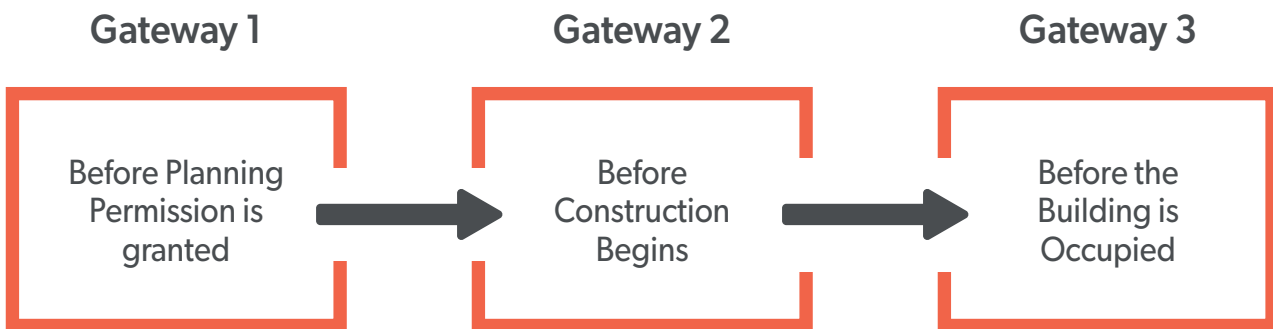 Gateway 1
Gateway 2
Gateway 3
Before Planning
Permission is
granted
Before
Construction
Begins
Before the
Building is
Occupied